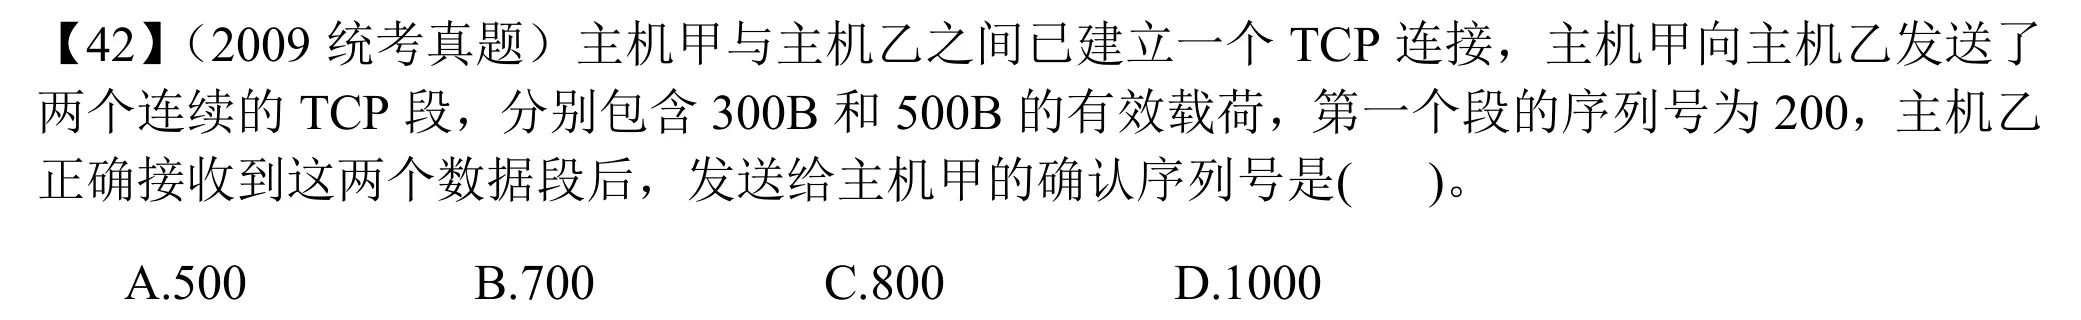 【42】（2009 统考真题）主机甲与主机乙之间已建立一个 TCP 连接，主机甲向主机乙发送了
两个连续的 TCP 段，分别包含 300B 和 500B 的有效载荷，第一个段的序列号为 200，主机乙
正确接收到这两个数据段后，发送给主机甲的确认序列号是(    )。
A.500 B.700 C.800 D.1000